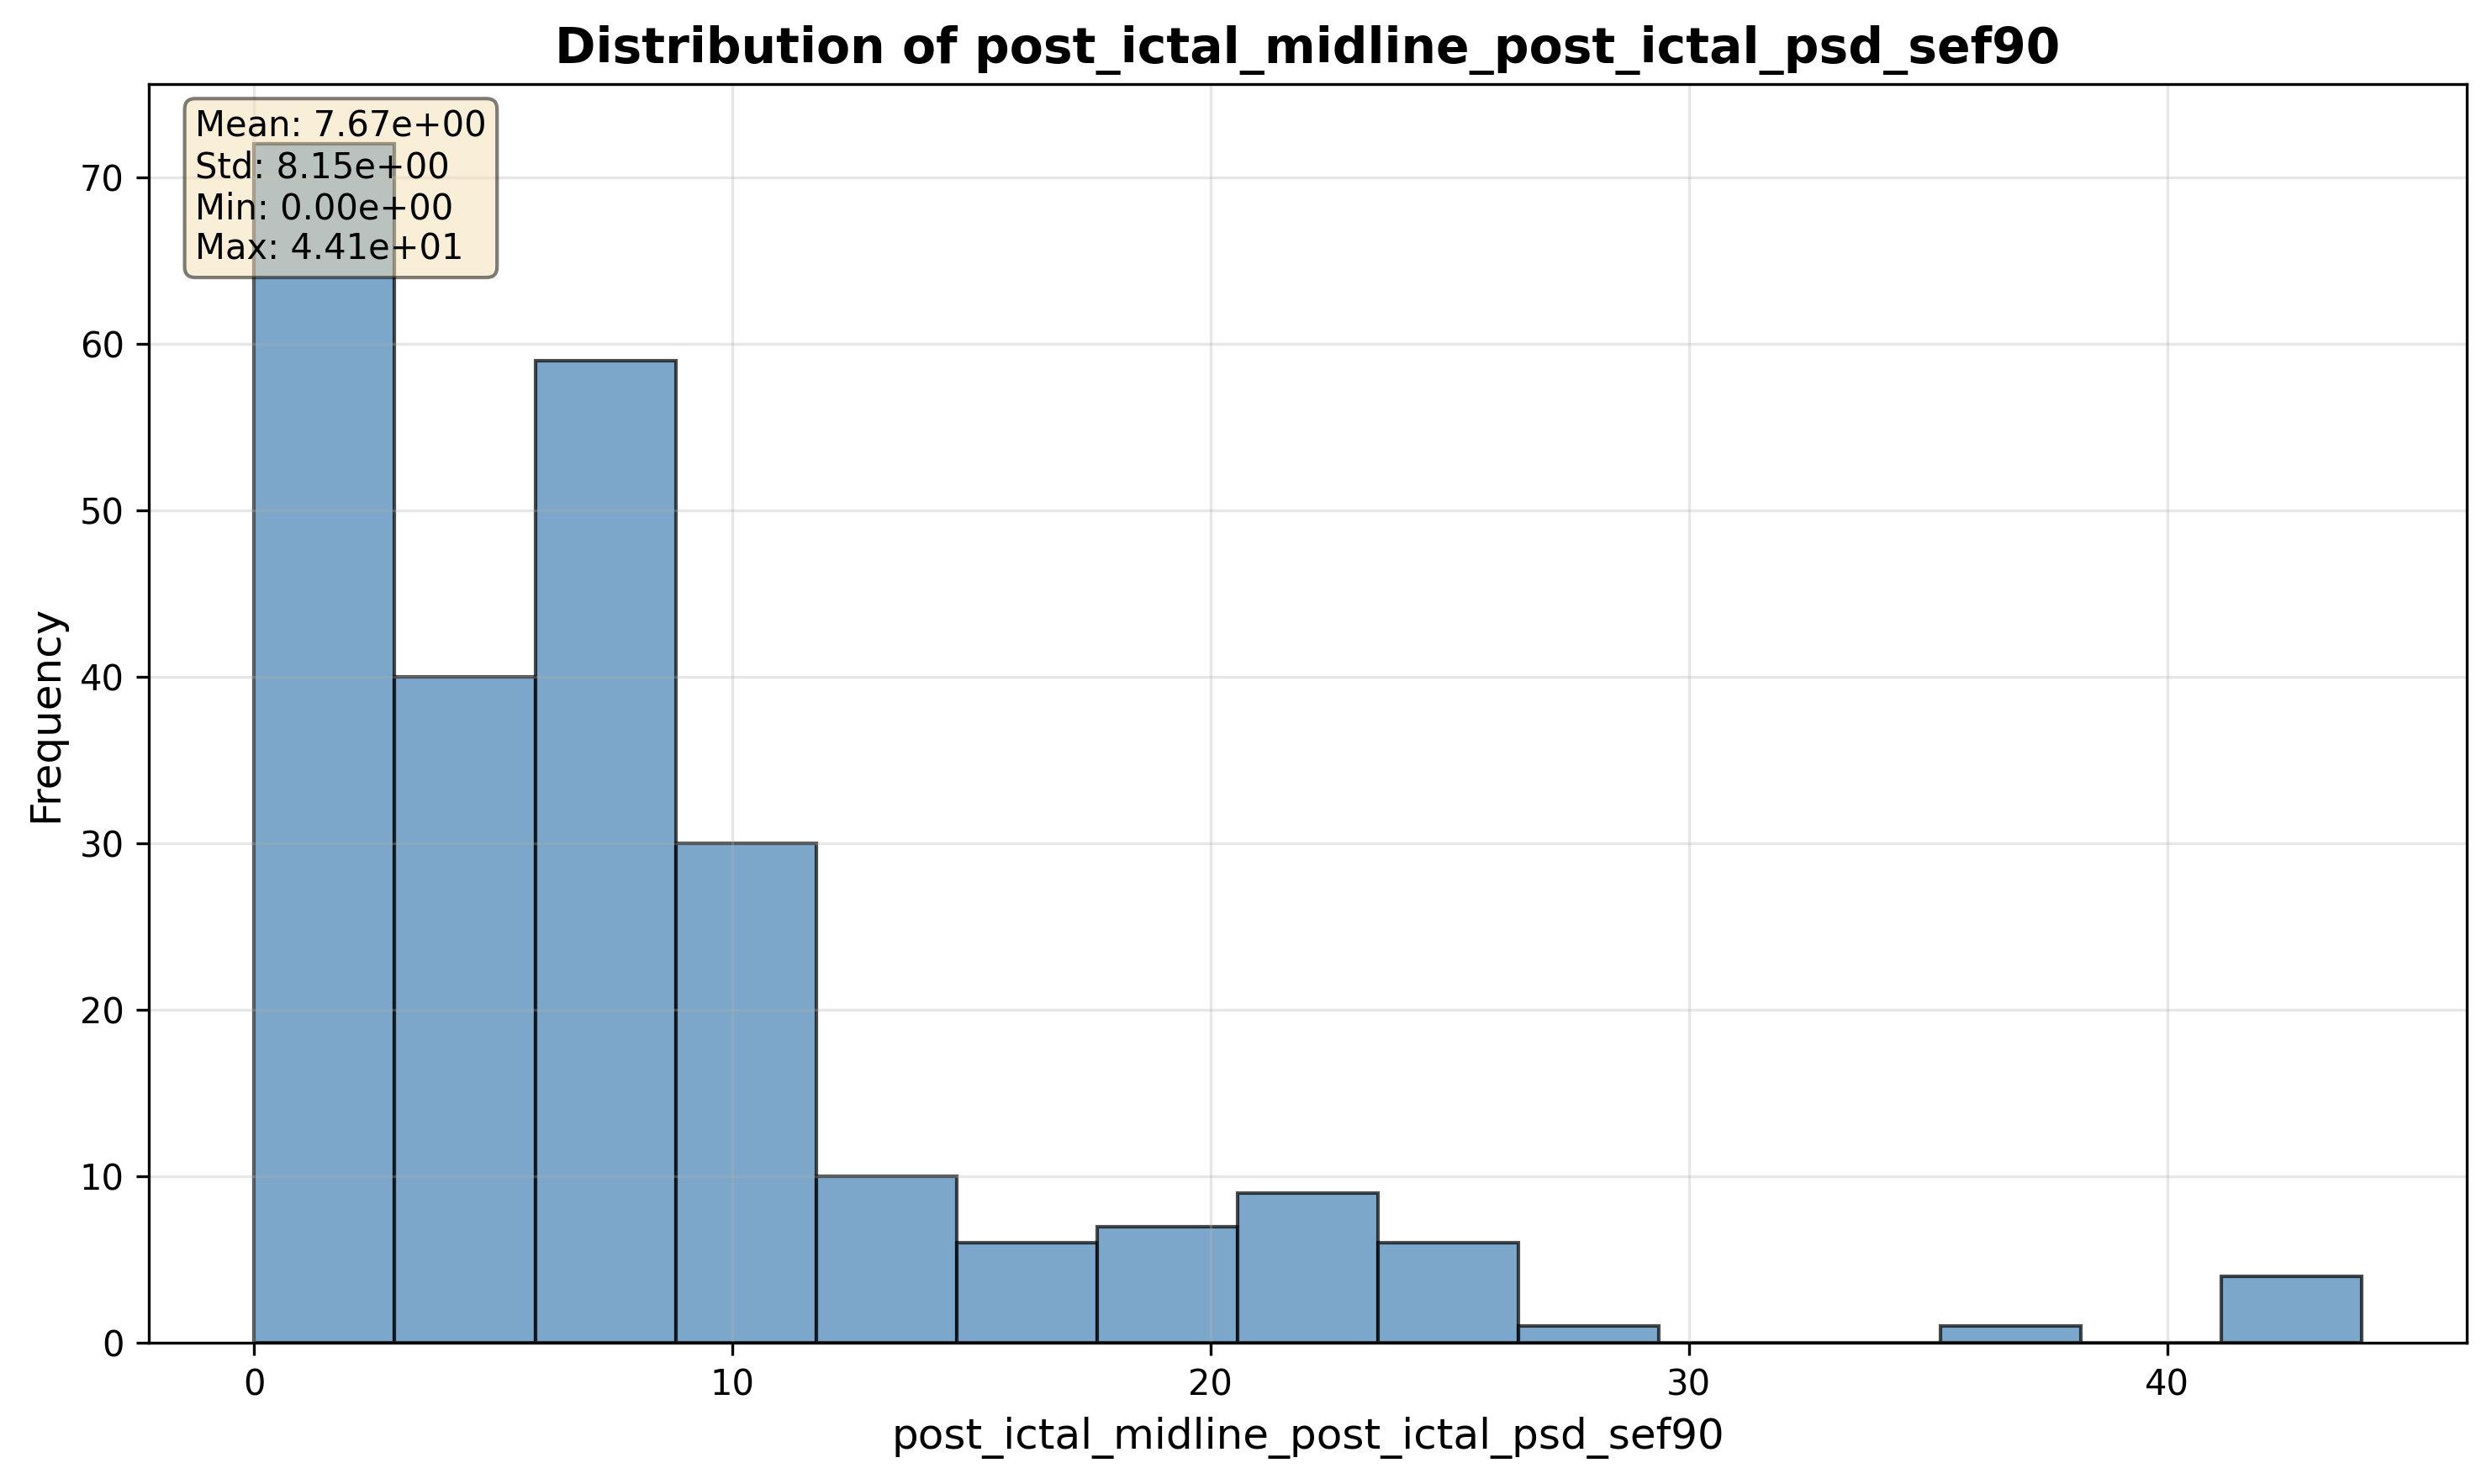 Distribution of post_ictal_midline_post_ictal_psd_sef90
Mean: 7.67e+00
Std: 8.15e+00
Min: 0.00e+00
Max: 4.41e+01
70
60
50
40
30
20
10
0
Frequency
0 10 20 30 40
post_ictal_midline_post_ictal_psd_sef90